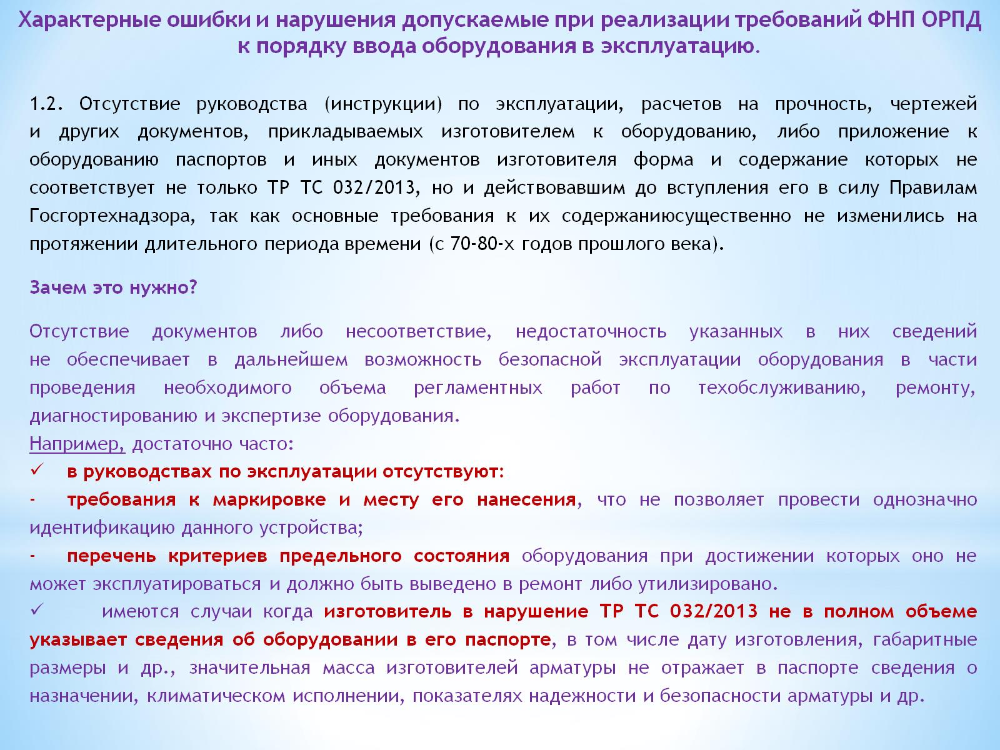 Характерные ошибки и нарушения допускаемые при реализации требований ФНП ОРПД
к порядку ввода оборудования в эксплуатацию.
1.2. Отсутствие руководства (инструкции) по эксплуатации, расчетов на прочность, чертежей
и других документов, прикладываемых изготовителем к оборудованию, либо приложение к
оборудованию паспортов и иных документов изготовителя форма и содержание которых не
соответствует не только ТР ТС 032/2013, но и действовавшим до вступления его в силу Правилам
Госгортехнадзора, так как основные требования к их содержаниюсущественно не изменились на
протяжении длительного периода времени (с 70-80-х годов прошлого века).
Зачем это нужно?
Отсутствие документов либо несоответствие, недостаточность указанных в них сведений
не обеспечивает в дальнейшем возможность безопасной эксплуатации оборудования в части
проведения необходимого объема регламентных работ по техобслуживанию, ремонту,
диагностированию и экспертизе оборудования.
Например, достаточно часто:
✓ в руководствах по эксплуатации отсутствуют:
- требования к маркировке и месту его нанесения, что не позволяет провести однозначно
идентификацию данного устройства;
- перечень критериев предельного состояния оборудования при достижении которых оно не
может эксплуатироваться и должно быть выведено в ремонт либо утилизировано.
✓ имеются случаи когда изготовитель в нарушение ТР ТС 032/2013 не в полном объеме
указывает сведения об оборудовании в его паспорте, в том числе дату изготовления, габаритные
размеры и др., значительная масса изготовителей арматуры не отражает в паспорте сведения о
назначении, климатическом исполнении, показателях надежности и безопасности арматуры и др.